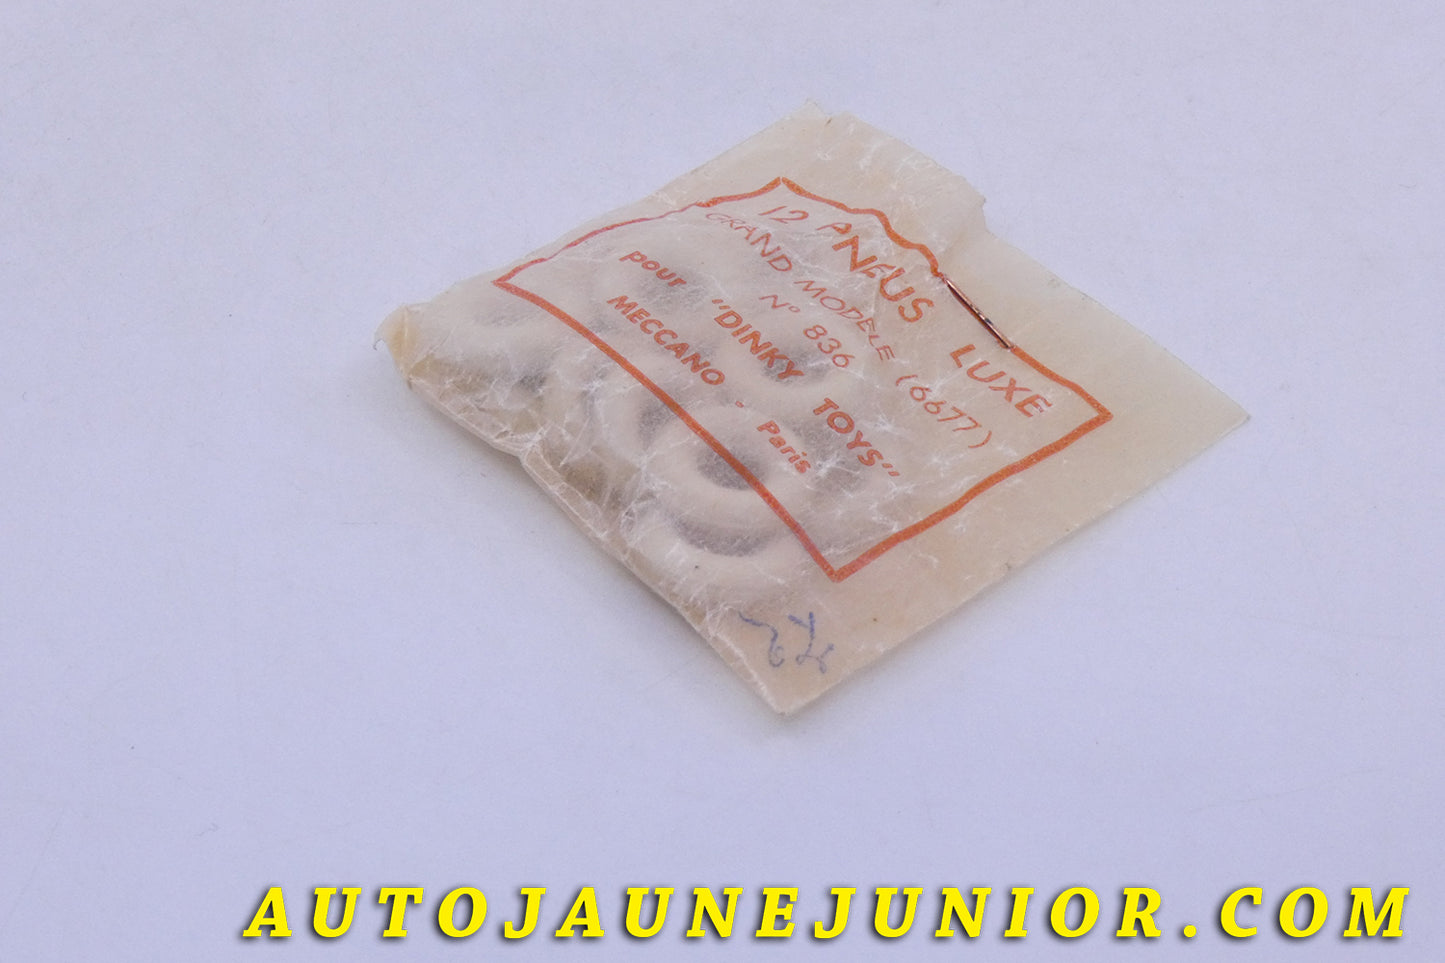 12 PNEUS LUXE
GRAND MODELE (6677)
N° 836
pour "DINKY TOYS"
MECCANO - Paris
AUTOJAUNEJUNIOR.COM